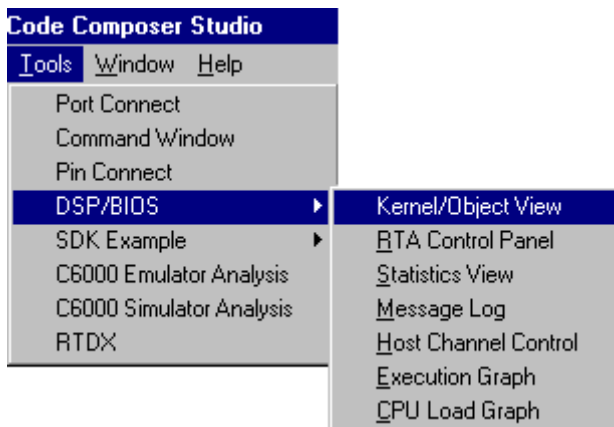 Code Composer Studio
Tools Window Help
Port Connect
Command Window
Pin Connect
DSP/BIOS
SDK Example
C6000 Emulator Analysis
C6000 Simulator Analysis
RTDX
Kernel/Object View
RTA Control Panel
Statistics View
Message Log
Host Channel Control
Execution Graph
CPU Load Graph